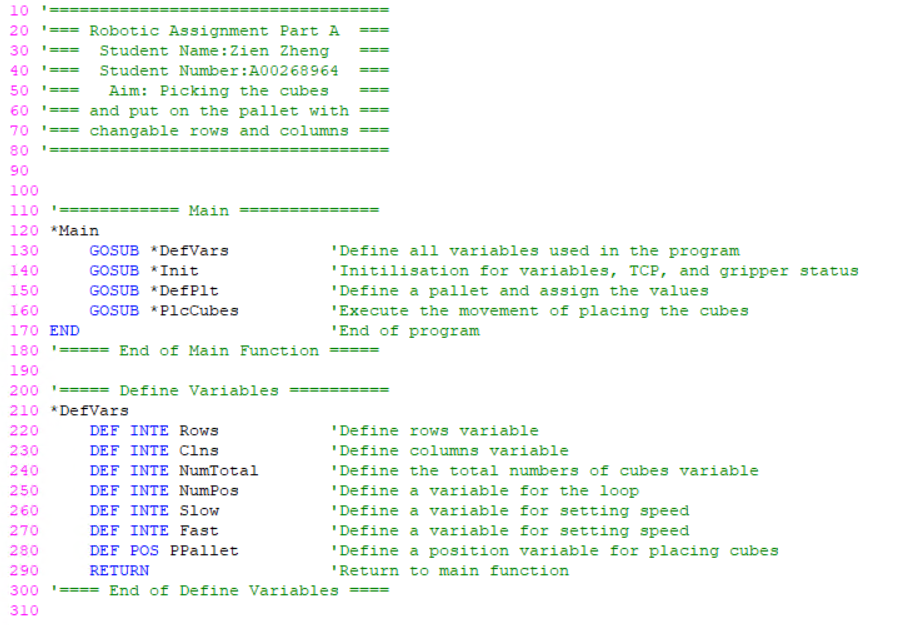 10 '==================================
20 '=== Robotic Assignment Part A  ===
30 '===  Student Name:Zien Zheng   ===
40 '===  Student Number:A00268964  ===
50 '===   Aim: Picking the cubes   ===
60 '=== and put on the pallet with ===
70 '=== changable rows and columns ===
80 '==================================
90
100
110 '============ Main ==============
120 *Main
130     GOSUB *DefVars          'Define all variables used in the program
140     GOSUB *Init             'Initilisation for variables, TCP, and gripper status
150     GOSUB *DefPlt           'Define a pallet and assign the values
160     GOSUB *PlcCubes         'Execute the movement of placing the cubes
170 END                         'End of program
180 '===== End of Main Function =====
190
200 '===== Define Variables ==========
210 *DefVars
220     DEF INTE Rows           'Define rows variable
230     DEF INTE Clns           'Define columns variable
240     DEF INTE NumTotal       'Define the total numbers of cubes variable
250     DEF INTE NumPos         'Define a variable for the loop
260     DEF INTE Slow           'Define a variable for setting speed
270     DEF INTE Fast           'Define a variable for setting speed
280     DEF POS PPallet         'Define a position variable for placing cubes
290     RETURN                  'Return to main function
300 '==== End of Define Variables ====
310